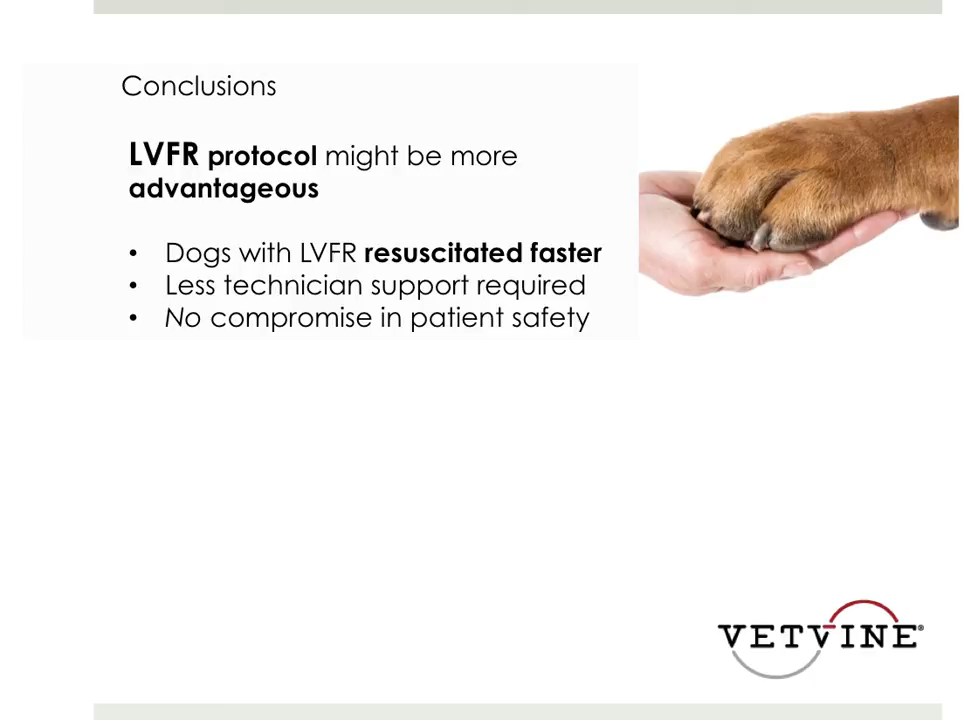 Conclusions
LVFR protocol might be more
advantageous
• Dogs with LVFR resuscitated faster
• Less technician support required
• No compromise in patient safety
VETVINE®